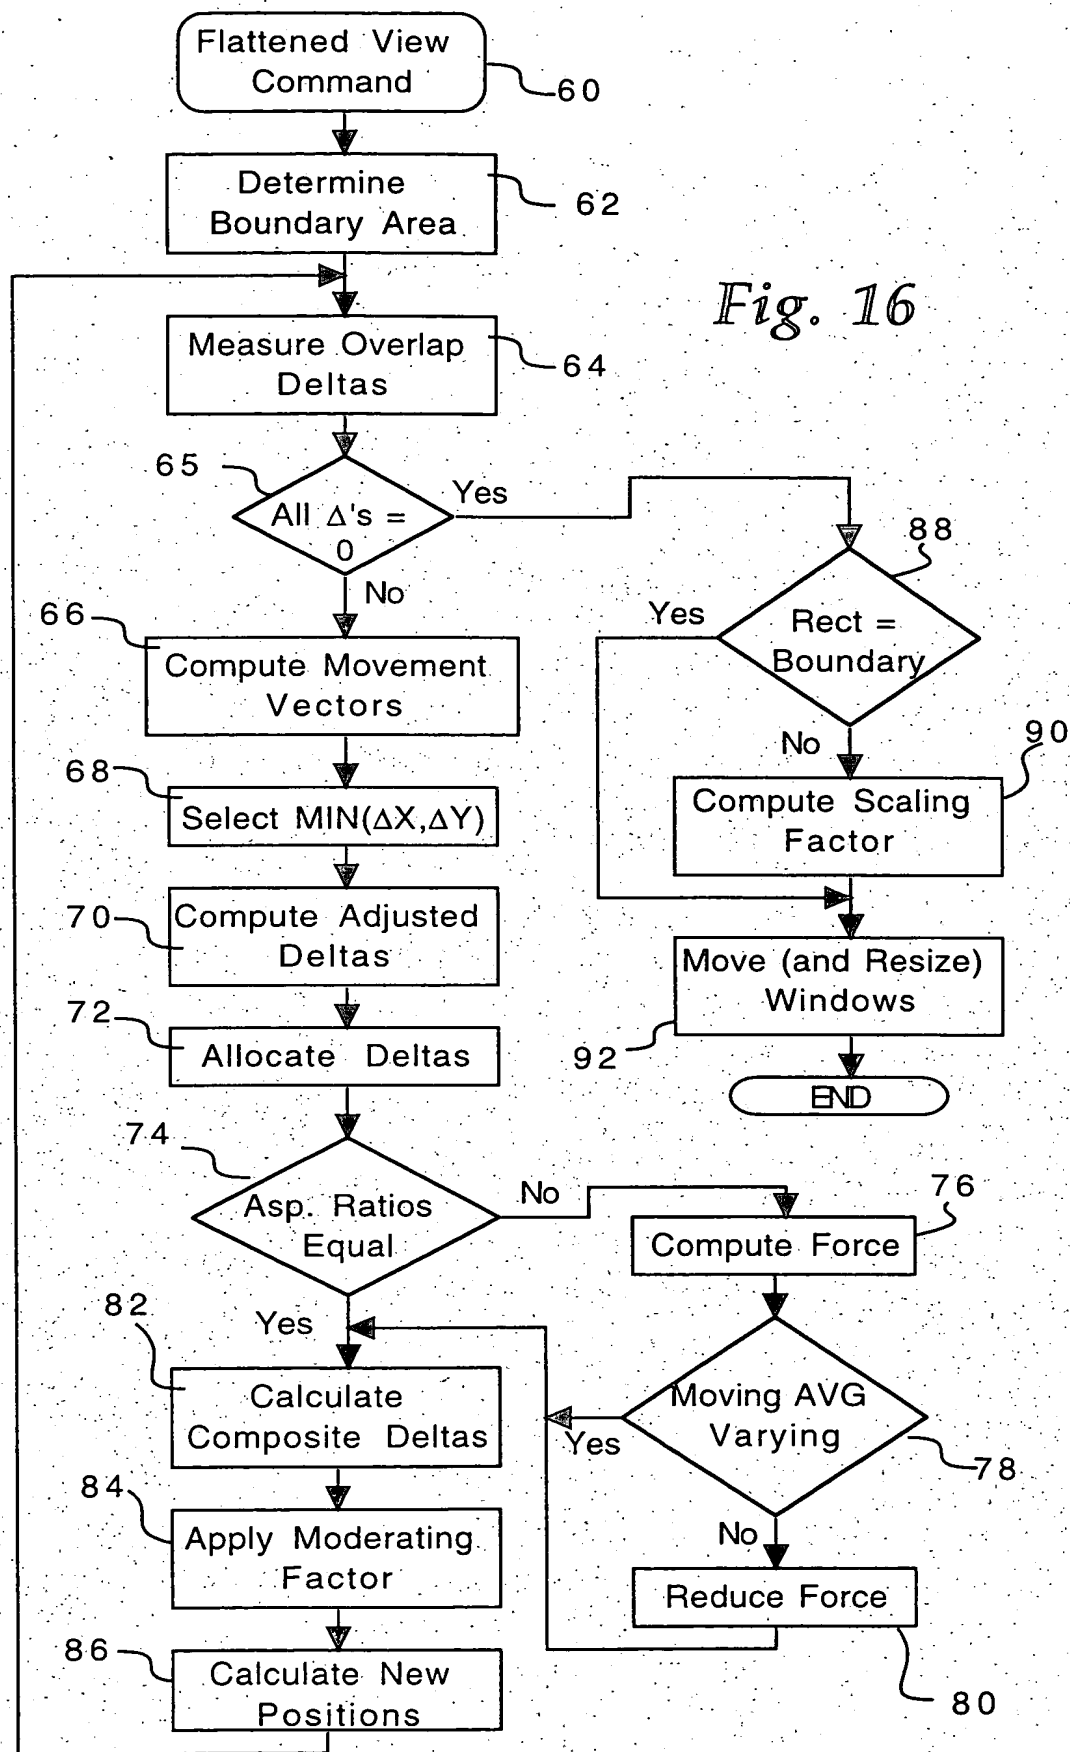 Flattened View
Command
60
Determine
Boundary Area
62
Fig. 16
Measure Overlap
Deltas
64
65
All Δ's =
0
Yes
No
88
Rect =
Boundary
Yes
No
66
Compute Movement
Vectors
90
Compute Scaling
Factor
68
Select MIN(ΔX,ΔY)
70
Compute Adjusted
Deltas
Move (and Resize)
Windows
92
72
Allocate Deltas
END
74
Asp. Ratios
Equal
No
Yes
76
Compute Force
82
Calculate
Composite Deltas
Moving AVG
Varying
Yes
78
No
84
Apply Moderating
Factor
Reduce Force
80
86
Calculate New
Positions